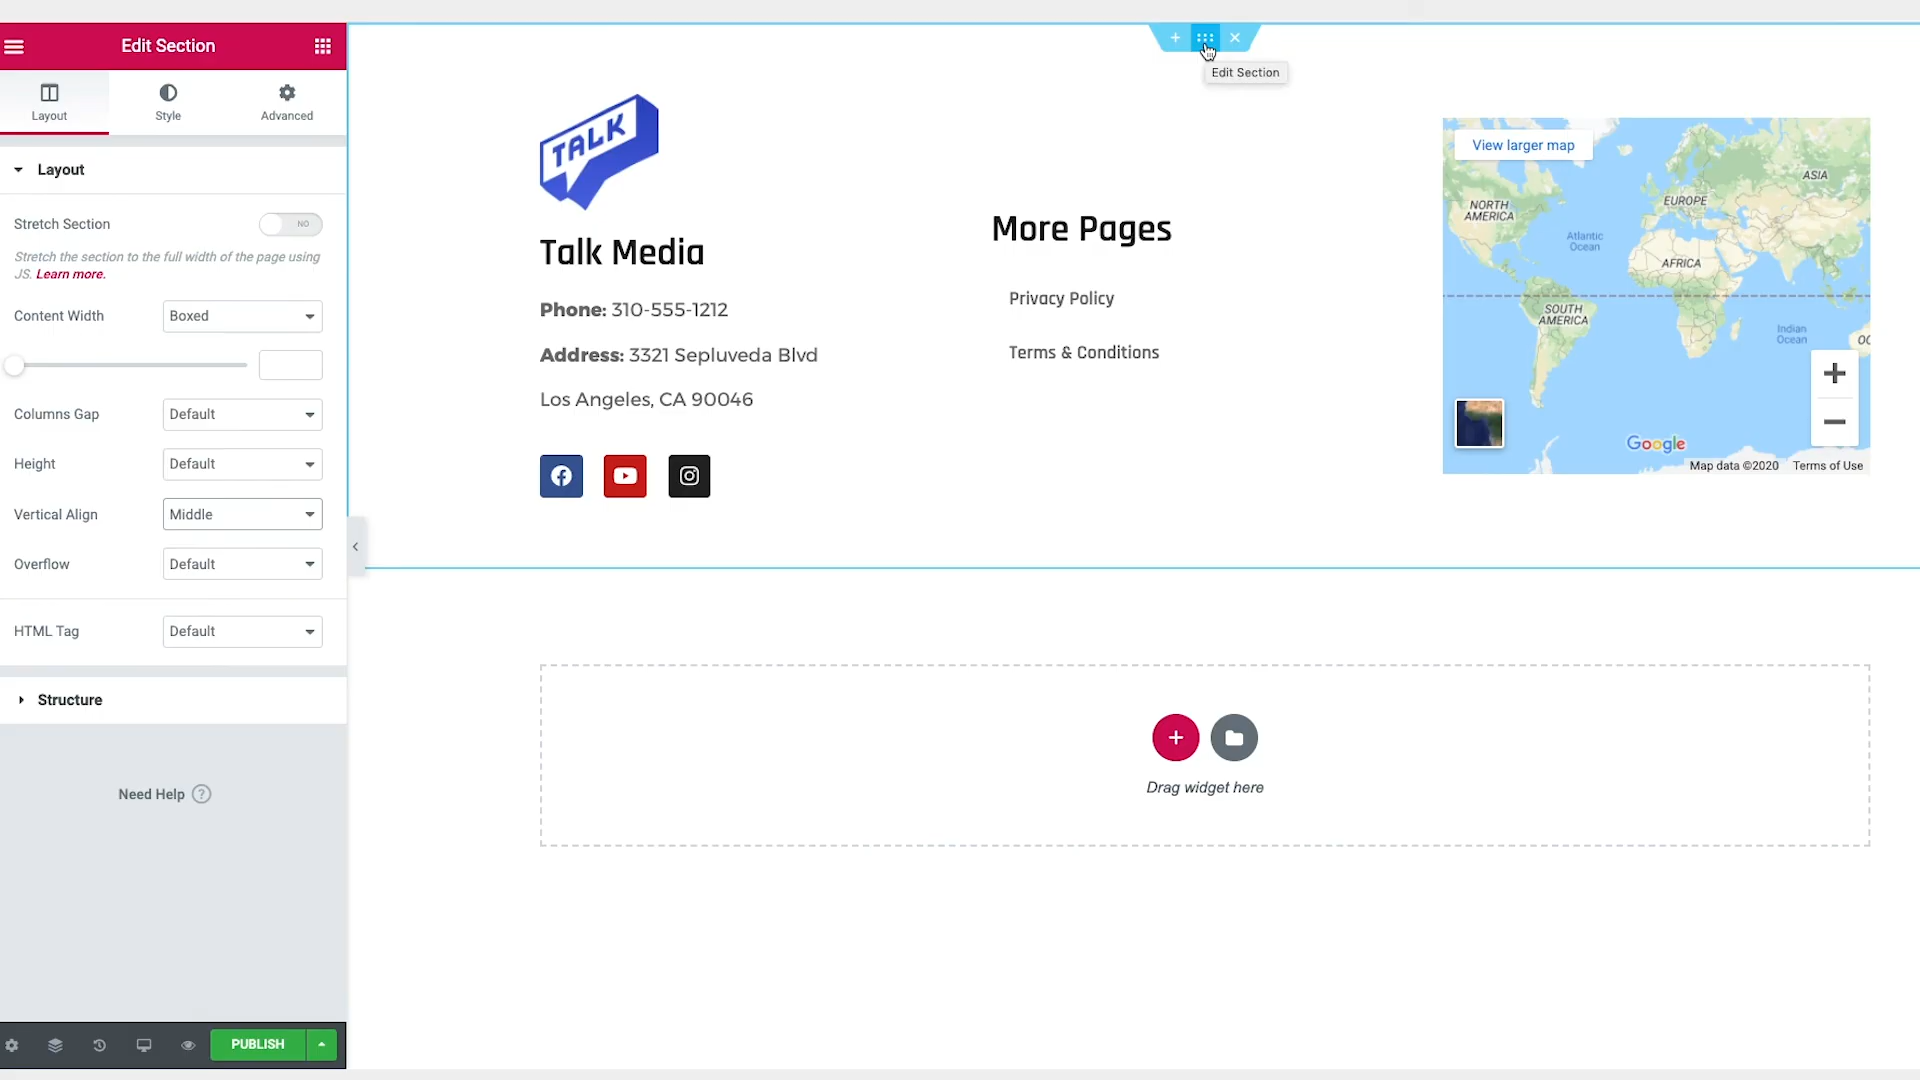 Edit Section
Layout
Style
Advanced
Layout
Stretch Section
NO
Stretch the section to the full width of the page using
JS. Learn more.
Content Width
Boxed
Columns Gap
Default
Height
Default
Vertical Align
Middle
Overflow
Default
HTML Tag
Default
Structure
Need Help
PUBLISH
Edit Section
TALK
Talk Media
Phone: 310-555-1212
Address: 3321 Sepluveda Blvd
Los Angeles, CA 90046
More Pages
Privacy Policy
Terms & Conditions
View larger map
ASIA
NORTH
AMERICA
EUROPE
Atlantic
Ocean
AFRICA
SOUTH
AMERICA
Indian
Ocean
OC
Google
Map data ©2020
Terms of Use
Drag widget here